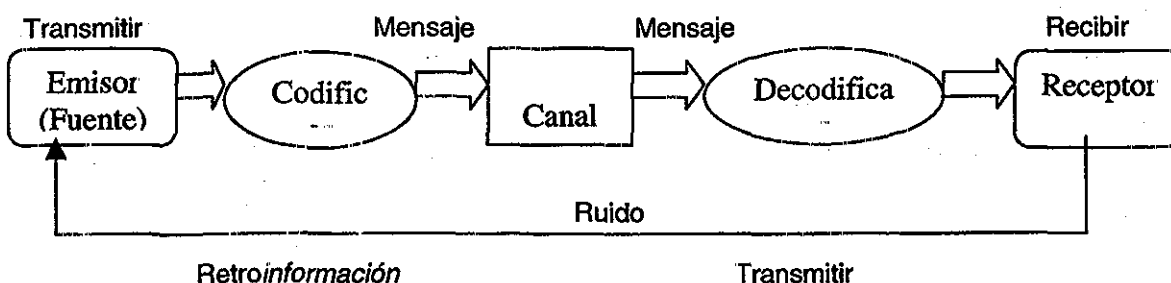 Transmitir
Mensaje
Mensaje
Recibir
Emisor
(Fuente)
Codific
Canal
Decodifica
Receptor
Ruido
Retroinformación
Transmitir